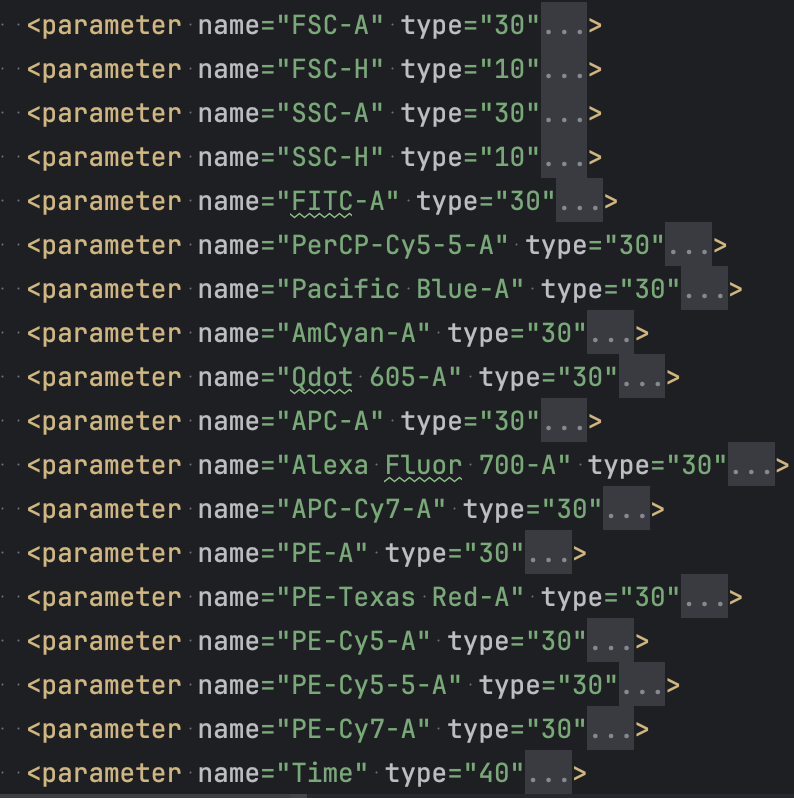 <parameter name="FSC-A" type="30"...>
<parameter name="FSC-H" type="10"...>
<parameter name="SSC-A" type="30"...>
<parameter name="SSC-H" type="10"...>
<parameter name="FITC-A" type="30"...>
<parameter name="PerCP-Cy5-5-A" type="30"...>
<parameter name="Pacific Blue-A" type="30"...>
<parameter name="AmCyan-A" type="30"...>
<parameter name="Qdot 605-A" type="30"...>
<parameter name="APC-A" type="30"...>
<parameter name="Alexa Fluor 700-A" type="30"...>
<parameter name="APC-Cy7-A" type="30"...>
<parameter name="PE-A" type="30"...>
<parameter name="PE-Texas Red-A" type="30"...>
<parameter name="PE-Cy5-A" type="30"...>
<parameter name="PE-Cy5-5-A" type="30"...>
<parameter name="PE-Cy7-A" type="30"...>
<parameter name="Time" type="40"...>